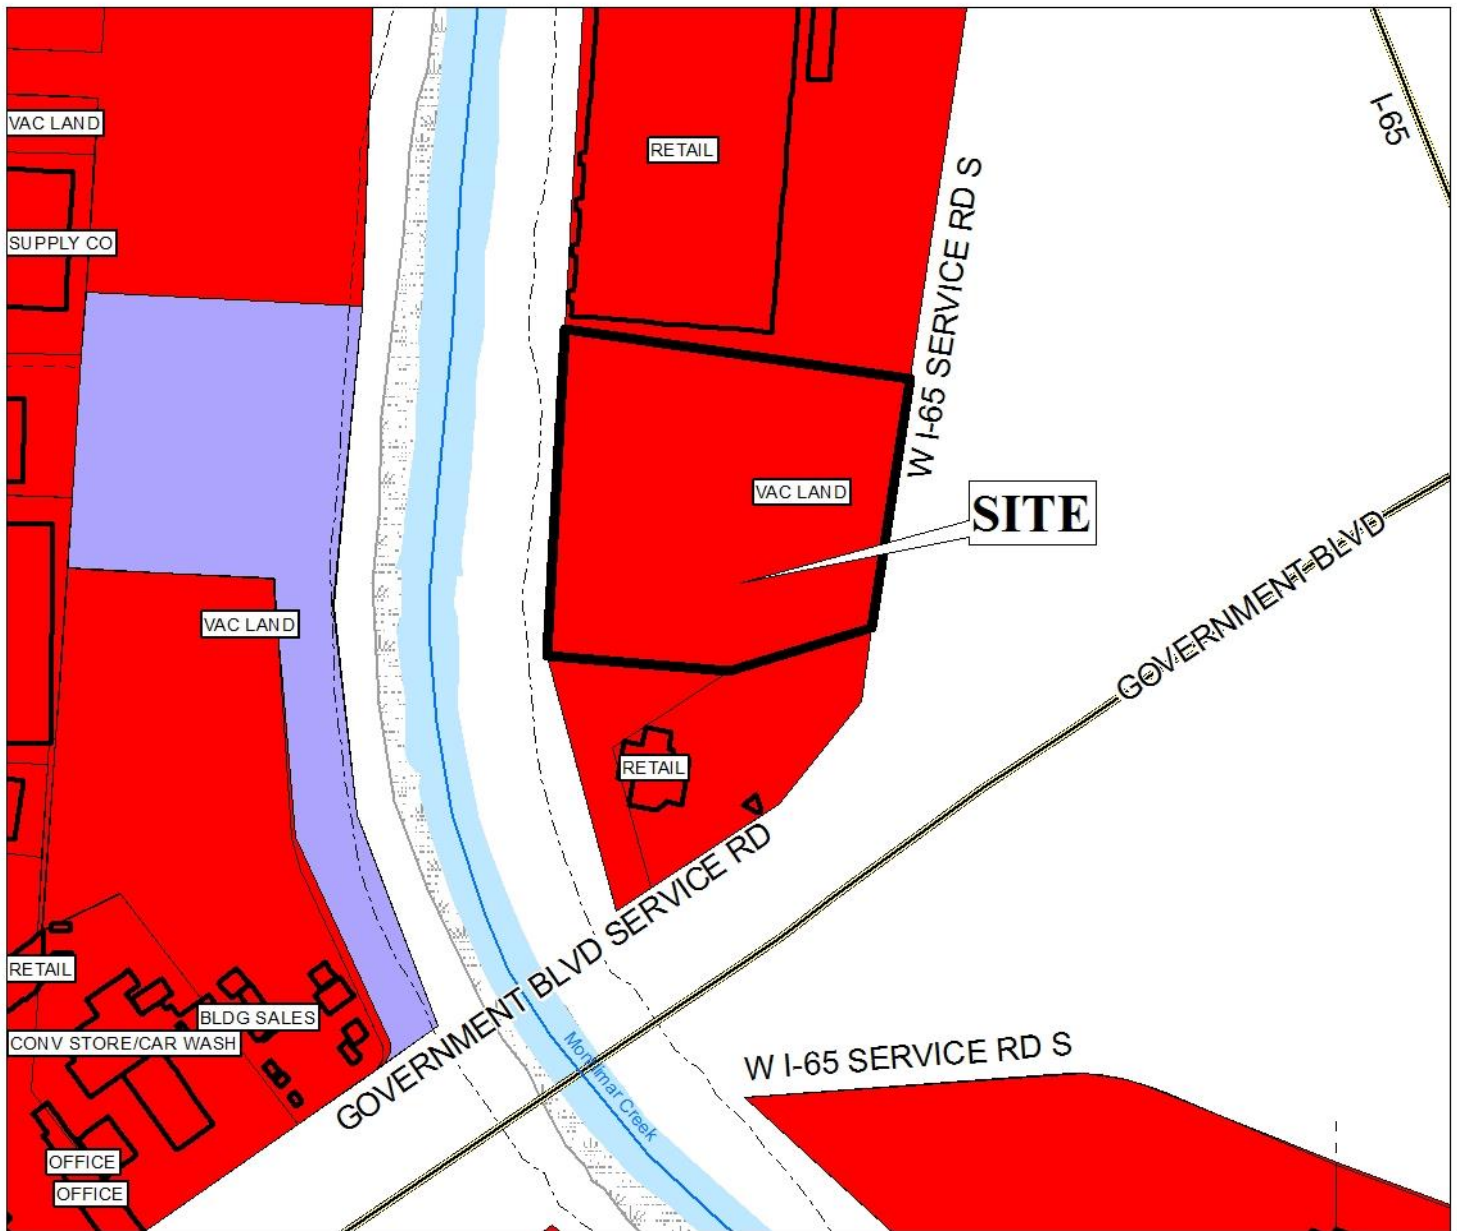 I-65
VAC LAND
RETAIL
W I-65 SERVICE RD S
SUPPLY CO
VAC LAND
SITE
GOVERNMENT BLVD
VAC LAND
RETAIL
GOVERNMENT BLVD SERVICE RD
RETAIL
BLDG SALES
CONV STORE/CAR WASH
W I-65 SERVICE RD S
Creek
OFFICE
OFFICE